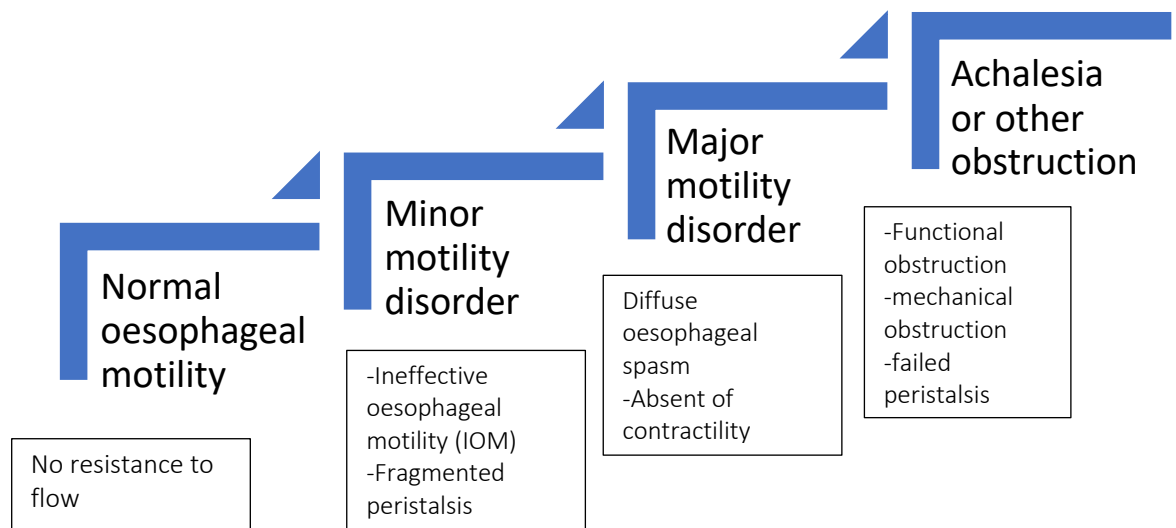 Normal
oesophageal
motility
No resistance to
flow
Minor
motility
disorder
-Ineffective
oesophageal
motility (IOM)
-Fragmented
peristalsis
Major
motility
disorder
Diffuse
oesophageal
spasm
-Absent of
contractility
Achalesia
or other
obstruction
-Functional
obstruction
-mechanical
obstruction
-failed
peristalsis